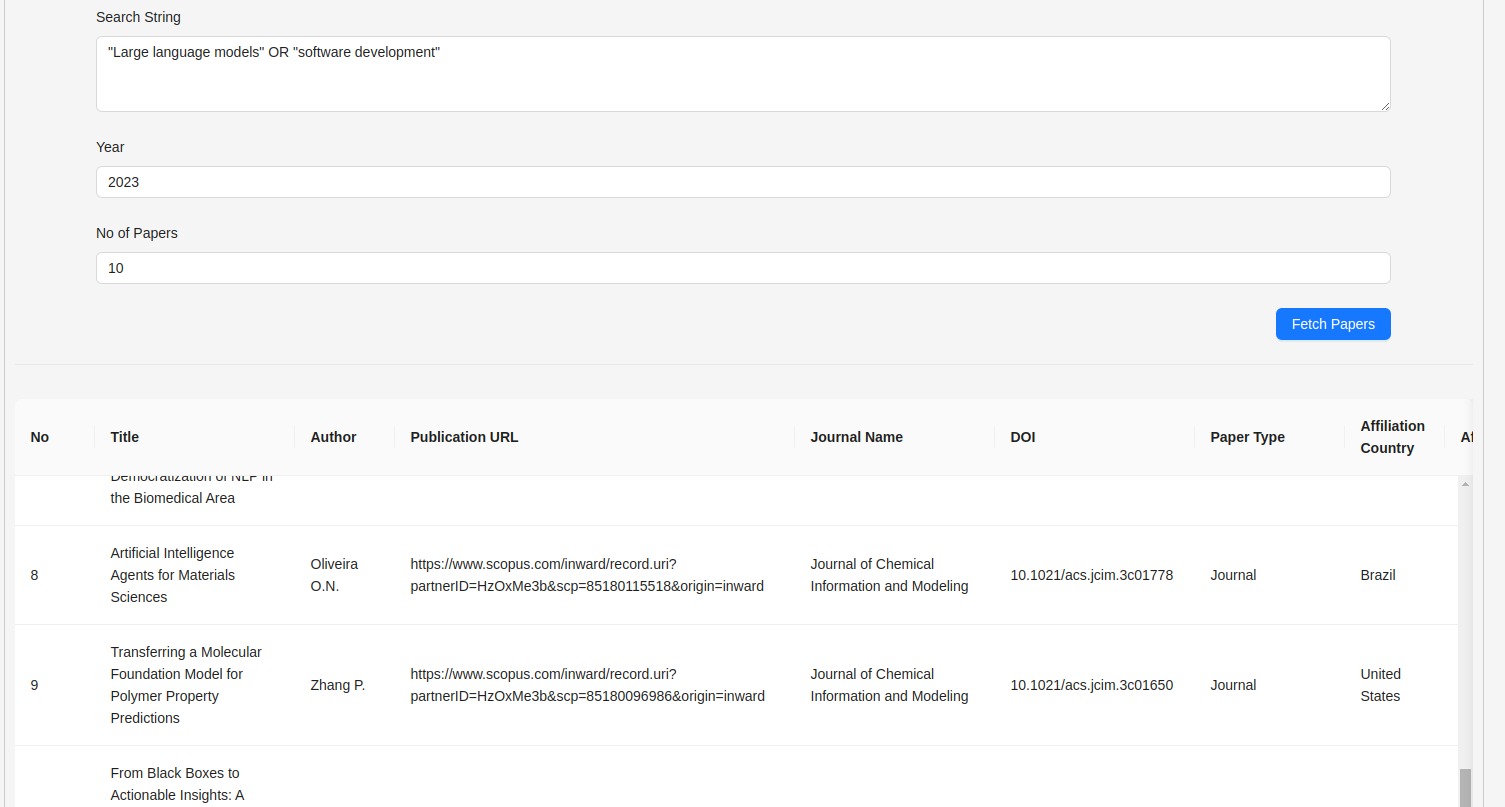 Search String
"Large language models" OR "software development"
Year
2023
No of Papers
10
Fetch Papers
No Title Author Publication URL Journal Name DOI Paper Type Affiliation Country Af
Democratization of NLP in
the Biomedical Area
8
Artificial Intelligence
Agents for Materials
Sciences
Oliveira
O.N.
https://www.scopus.com/inward/record.uri?
partnerID=HzOxMe3b&scp=85180115518&origin=inward
Journal of Chemical
Information and Modeling
10.1021/acs.jcim.3c01778
Journal
Brazil
9
Transferring a Molecular
Foundation Model for
Polymer Property
Predictions
Zhang P.
https://www.scopus.com/inward/record.uri?
partnerID=HzOxMe3b&scp=85180096986&origin=inward
Journal of Chemical
Information and Modeling
10.1021/acs.jcim.3c01650
Journal
United
States
From Black Boxes to
Actionable Insights: A